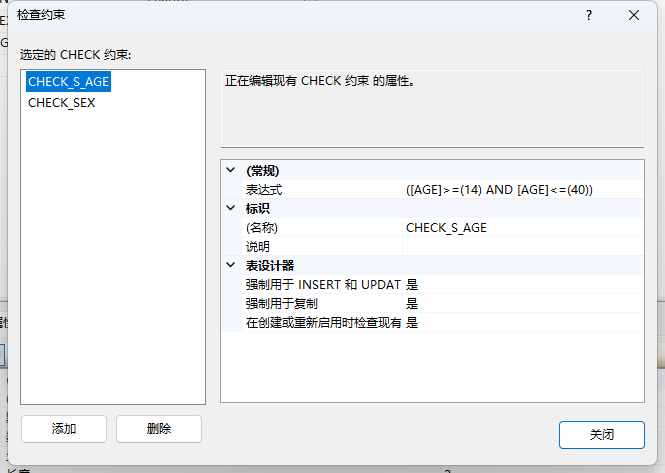 检查约束
选定的 CHECK 约束:
CHECK_S_AGE
CHECK_SEX
正在编辑现有 CHECK 约束 的属性。
(常规)
表达式 ([AGE]>=(14) AND [AGE]<=(40))
标识
(名称) CHECK_S_AGE
说明
表设计器
强制用于 INSERT 和 UPDAT 是
强制用于复制 是
在创建或重新启用时检查现有 是
添加
删除
关闭